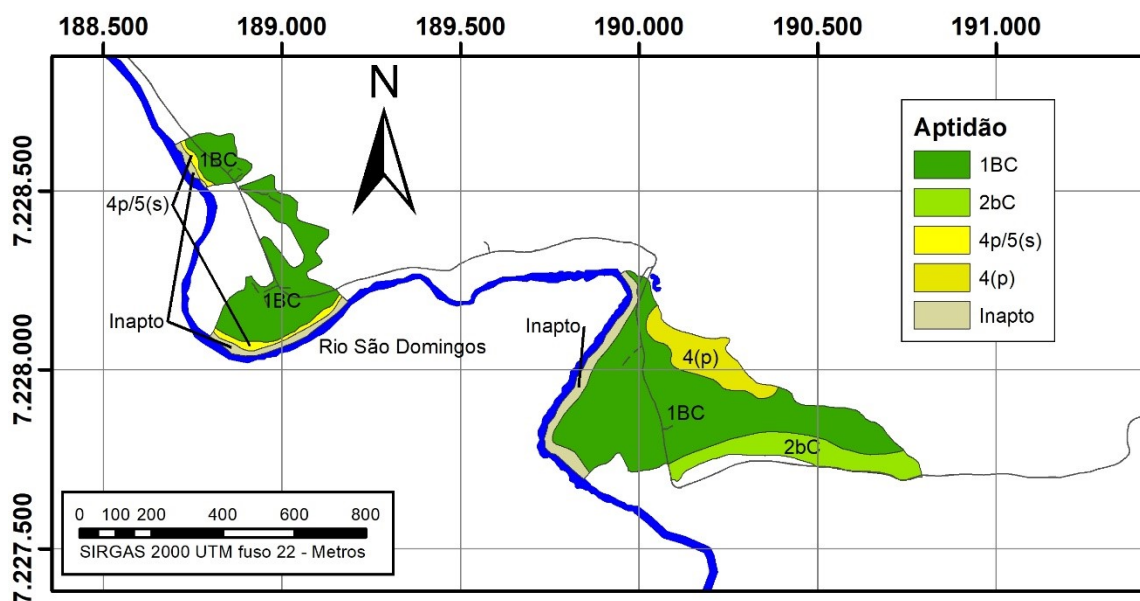 188.500 189.000 189.500 190.000 190.500 191.000
N
7.228.500
7.228.000
7.227.500
Aptidão
1BC
2bC
4p/5(s)
4(p)
Inapto
1BC
4p/5(s)
1BC
Inapto
Rio São Domingos
Inapto
4(p)
1BC
2bC
0 100 200 400 600 800
SIRGAS 2000 UTM fuso 22 - Metros